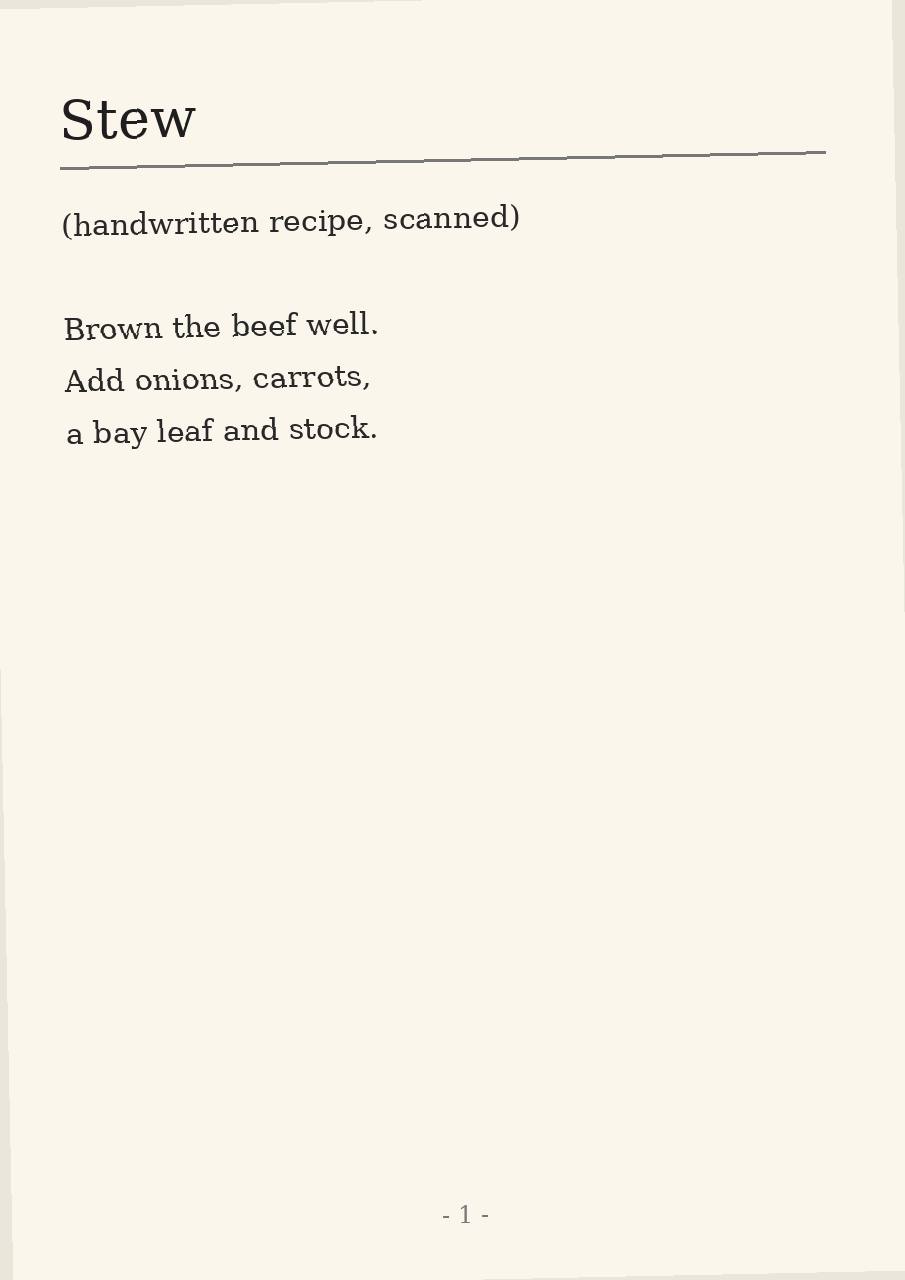 Stew
(handwritten recipe, scanned)
Brown the beef well.
Add onions, carrots,
a bay leaf and stock.
- 1 -